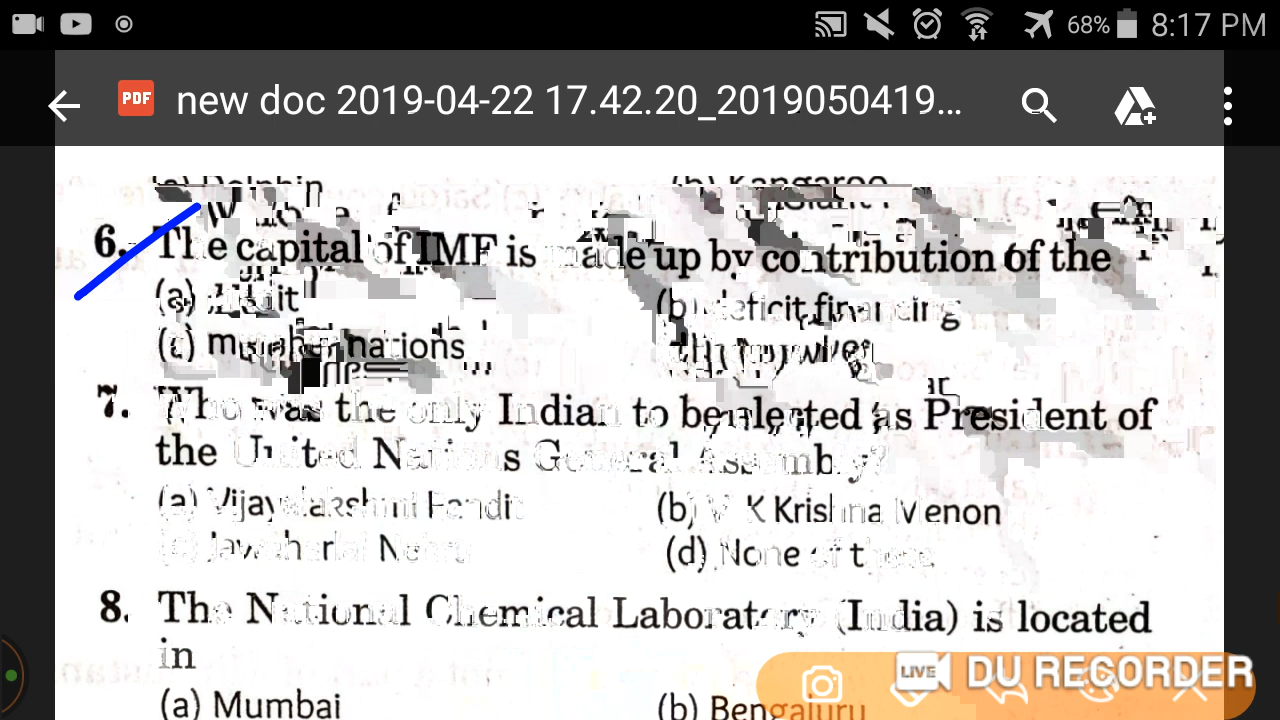 68% 8:17 PM
PDF new doc 2019-04-22 17.42.20_2019050419...
(a) Dolphin (b) Kangaroo
6. The capital of IMF is made up by contribution of the
(a) (b) deficit financing
(c) member nations
7. Who was the only Indian to be elected as President of
the United Nations General Assembly?
(a) Vijayalakshmi Pandit (b) V K Krishna Menon
(c) Jawaharlal Nehru (d) None of these
8. The National Chemical Laboratory (India) is located
in
(a) Mumbai (b) Bengaluru
LIVE DU RECORDER